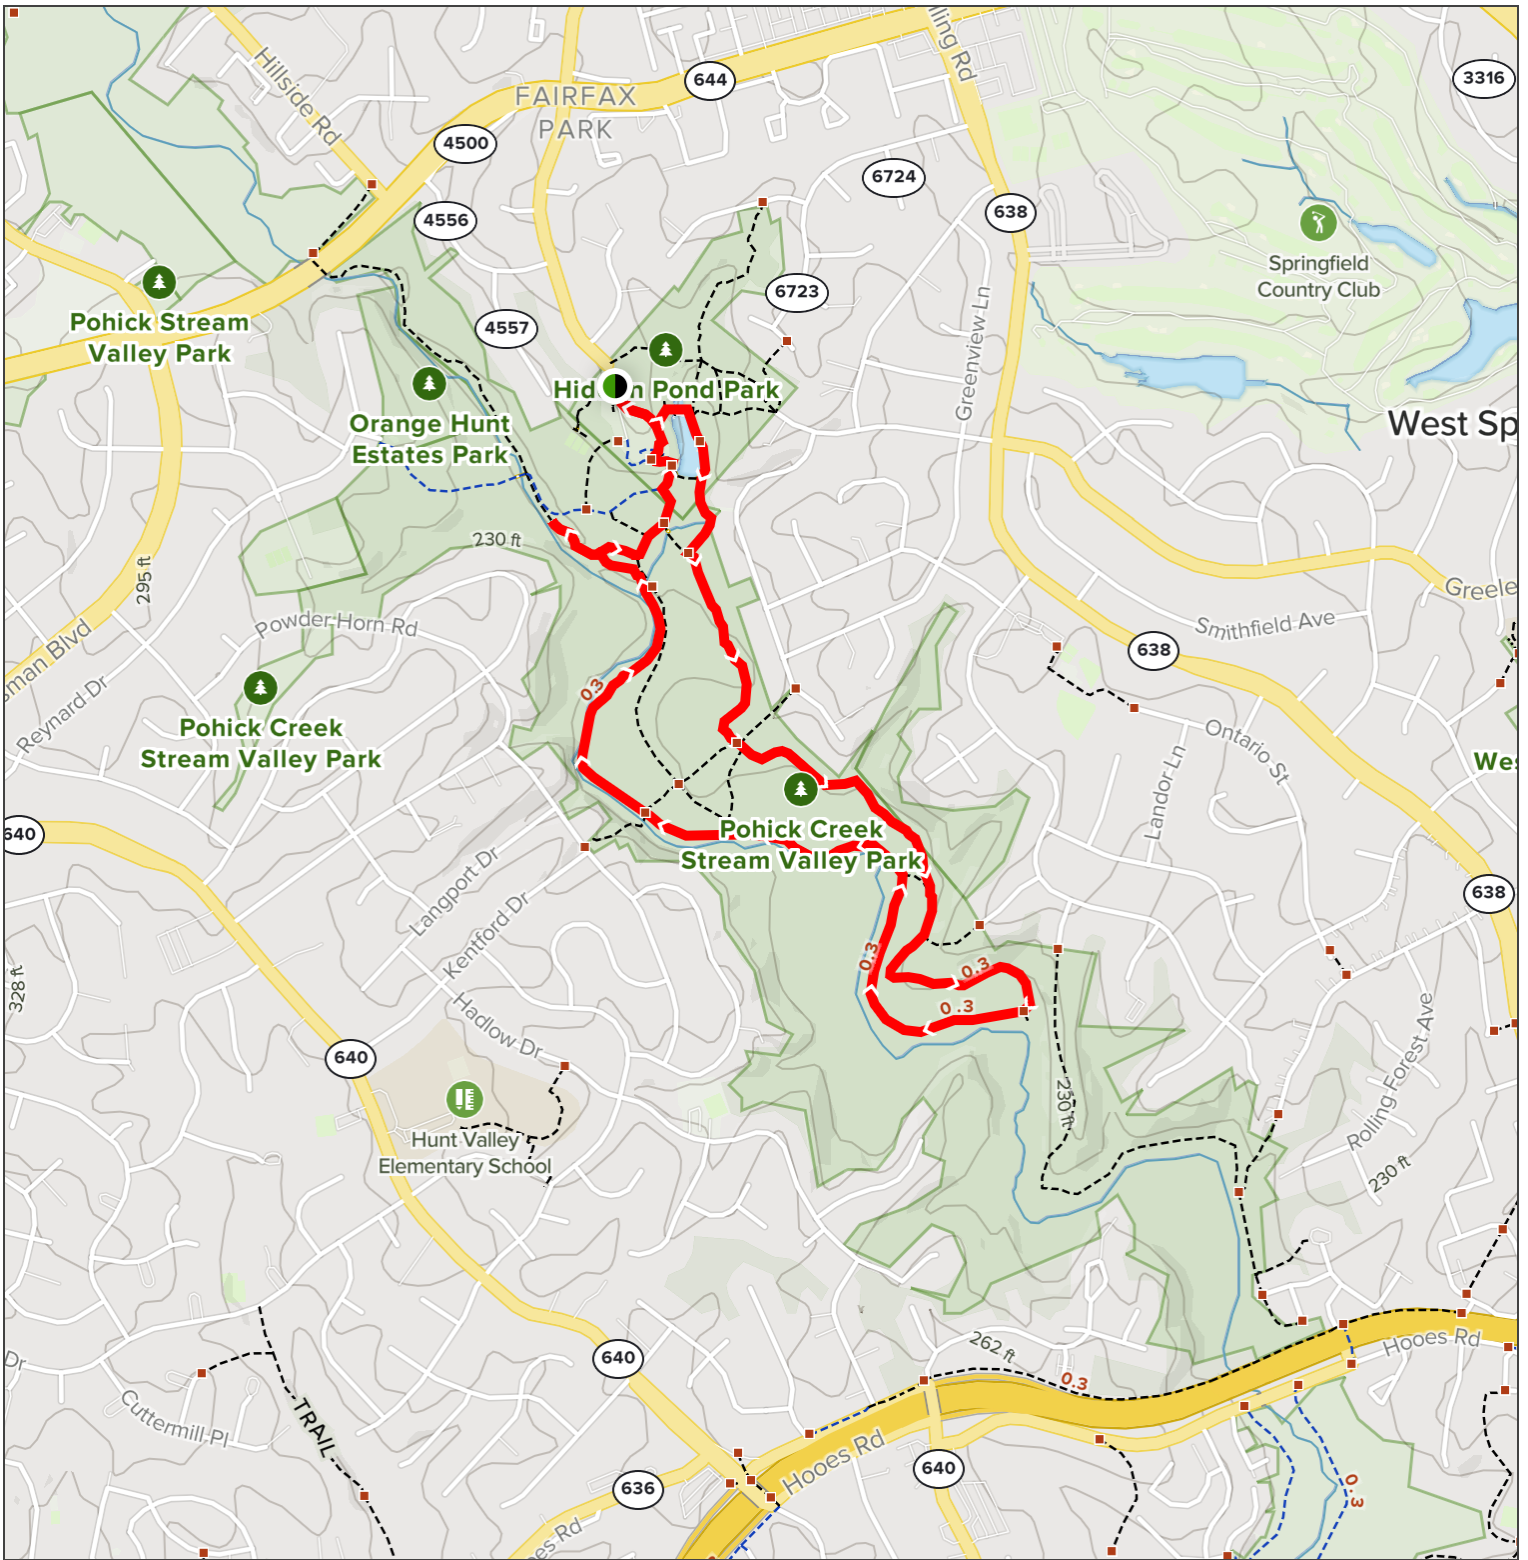 Hillside Rd
644
3316
FAIRFAX
PARK
4500
6724
4556
638
Springfield
Country Club
6723
Pohick Stream
Valley Park
4557
Greenview Ln
Pond Park
West Sp
Orange Hunt
Estates Park
230 ft
295 ft
Greele
Powder Horn Rd
Smithfield Ave
638
Reynard Dr
0.3
Pohick Creek
Stream Valley Park
Ontario St
Wes
Landor Ln
640
Pohick Creek
Stream Valley Park
Langport Dr
638
Kentford Dr
0.3
0.3
328 ft
0.3
Hadlow Dr
640
Rolling Forest Ave
230 ft
Hunt Valley
Elementary School
230 ft
Hooes Rd
262 ft
640
Dr
0.3
Cuttermill Pl
TRAIL
Hooes Rd
640
636
0.3